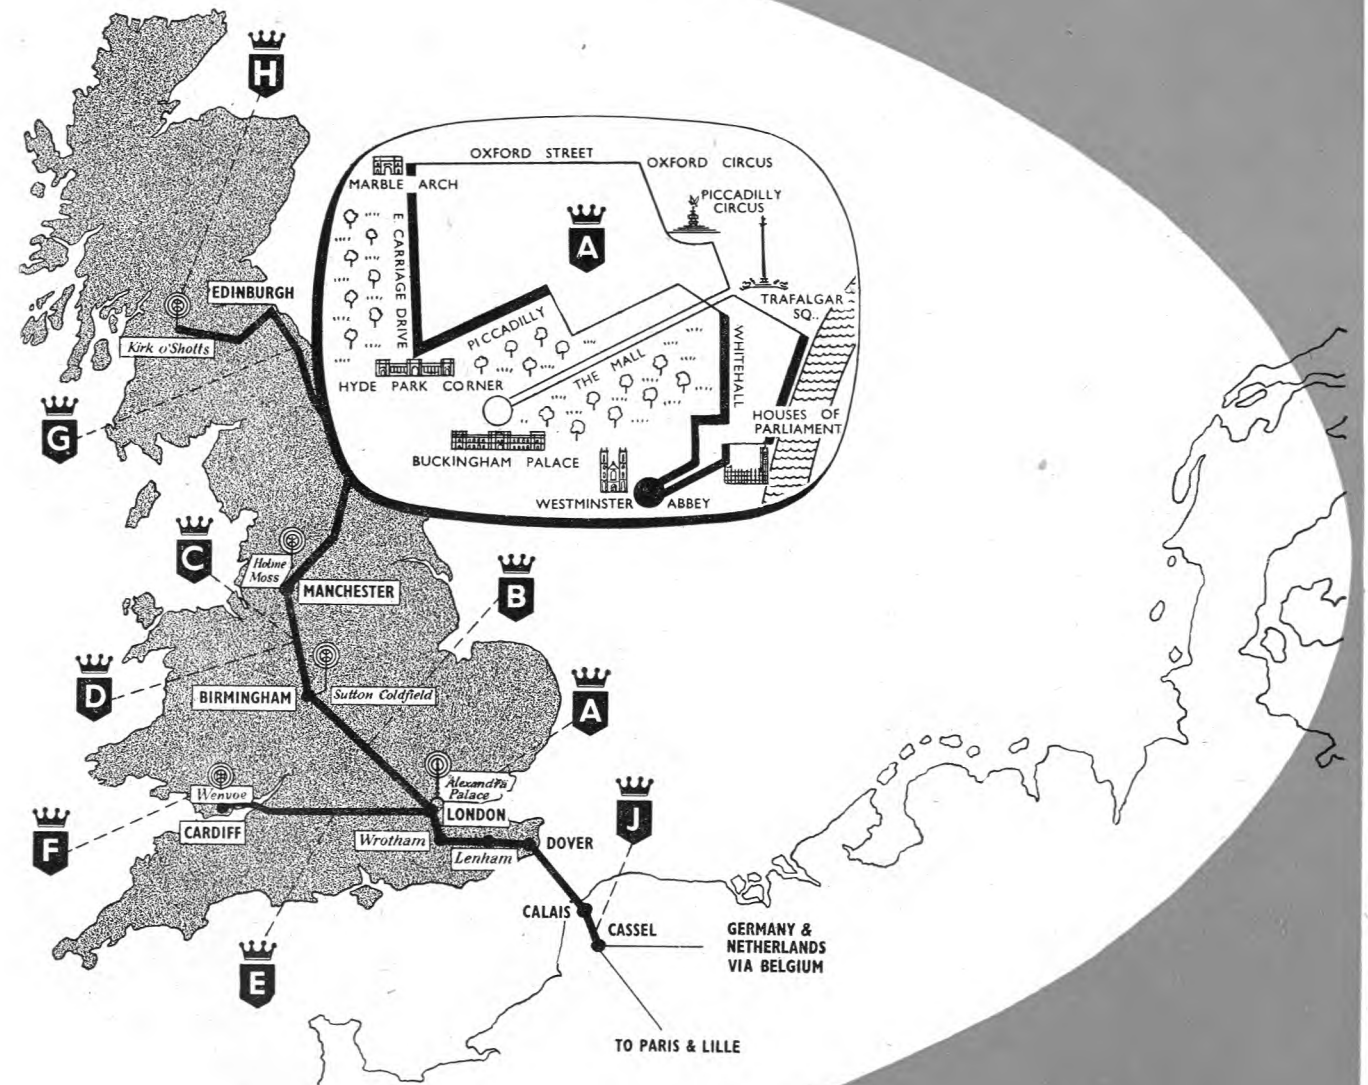 H
OXFORD STREET
OXFORD CIRCUS
MARBLE ARCH
PICCADILLY
CIRCUS
A
E. CARRIAGE DRIVE
EDINBURGH
TRAFALGAR
SQ..
PICCADILLY
WHITEHALL
Kirk o'Shotts
THE MALL
HYDE PARK CORNER
HOUSES OF
PARLIAMENT
G
BUCKINGHAM PALACE
WESTMINSTER ABBEY
C
Holme
Moss
MANCHESTER
B
D
BIRMINGHAM
Sutton Coldfield
A
Wenvoe
Alexandra
Palace
LONDON
J
CARDIFF
F
Wrotham
Lenham
DOVER
CALAIS
CASSEL
GERMANY &
NETHERLANDS
VIA BELGIUM
E
TO PARIS & LILLE